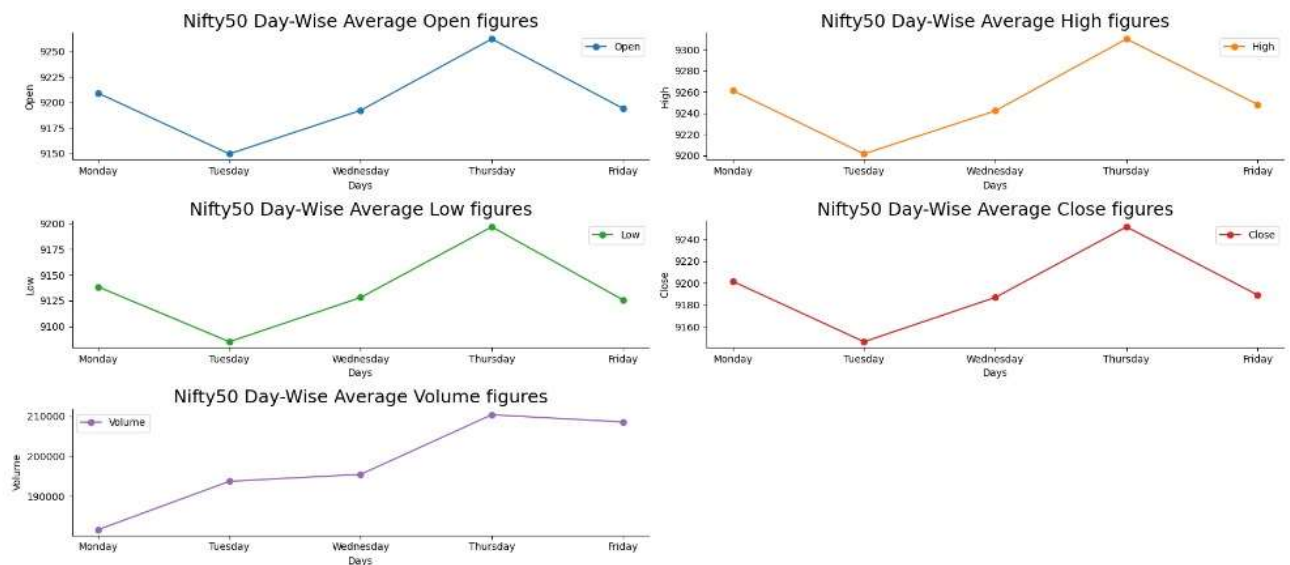 Nifty50 Day-Wise Average Open figures
9250
9225
9200
9175
9150
Open
Open
Monday Tuesday Wednesday Thursday Friday
Days
Nifty50 Day-Wise Average High figures
9300
9280
9260
9240
9220
9200
High
High
Monday Tuesday Wednesday Thursday Friday
Days
Nifty50 Day-Wise Average Low figures
9200
9175
9150
9125
9100
Low
Low
Monday Tuesday Wednesday Thursday Friday
Days
Nifty50 Day-Wise Average Close figures
9240
9220
9200
9180
9160
Close
Close
Monday Tuesday Wednesday Thursday Friday
Days
Nifty50 Day-Wise Average Volume figures
210000
200000
190000
Volume
Volume
Monday Tuesday Wednesday Thursday Friday
Days